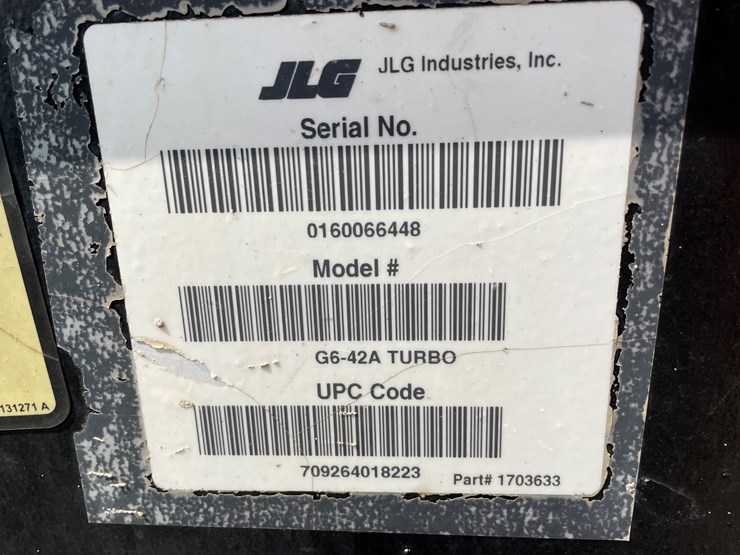 JLG JLG Industries, Inc.
Serial No.
0160066448
Model #
G6-42A TURBO
UPC Code
709264018223
Part# 1703633
131271 A